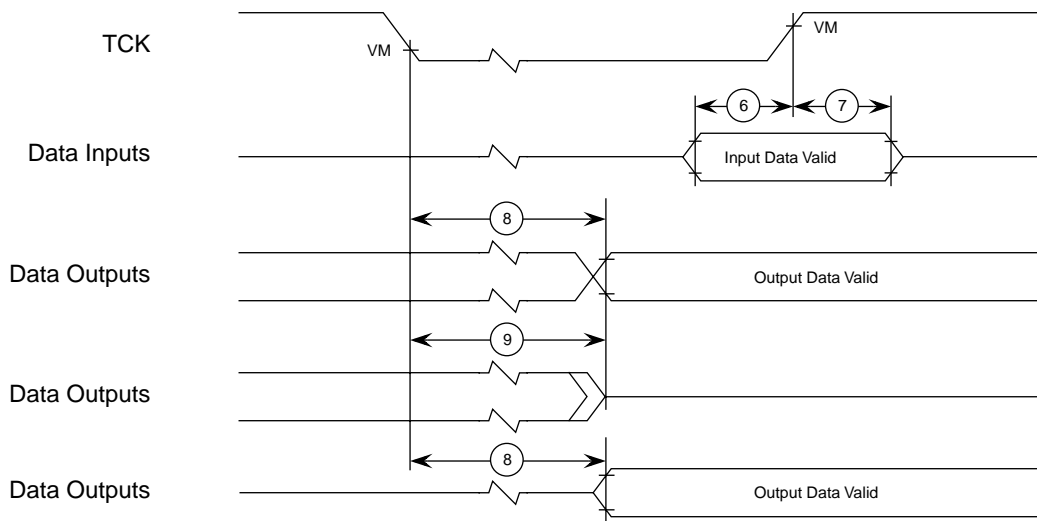 TCK
VM
VM
6
7
Data Inputs
Input Data Valid
8
Data Outputs
Output Data Valid
9
Data Outputs
8
Data Outputs
Output Data Valid